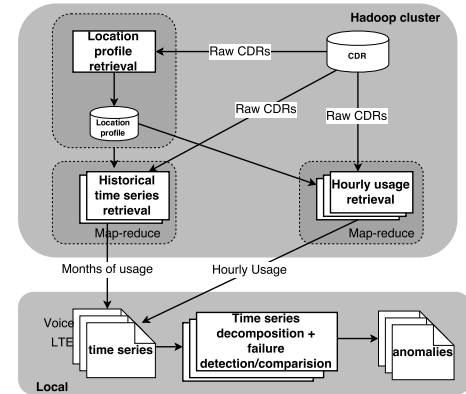 Hadoop cluster
Location
profile
retrieval
Raw CDRs
CDR
Raw CDRs
Raw CDRs
Location
profile
Historical
time series
retrieval
Map-reduce
Hourly usage
retrieval
Map-reduce
Months of usage
Hourly Usage
Voice
LTE
time series
Time series
decomposition +
failure
detection/comparision
anomalies
Local